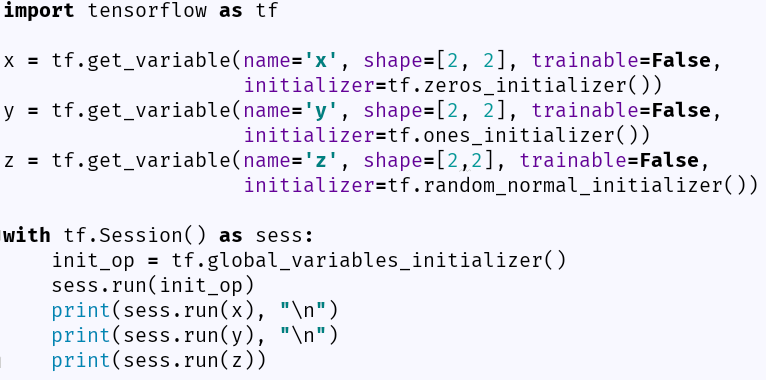 import tensorflow as tf
x = tf.get_variable(name='x', shape=[2, 2], trainable=False,
initializer=tf.zeros_initializer())
y = tf.get_variable(name='y', shape=[2, 2], trainable=False,
initializer=tf.ones_initializer())
z = tf.get_variable(name='z', shape=[2,2], trainable=False,
initializer=tf.random_normal_initializer())
with tf.Session() as sess:
init_op = tf.global_variables_initializer()
sess.run(init_op)
print(sess.run(x), "\n")
print(sess.run(y), "\n")
print(sess.run(z))